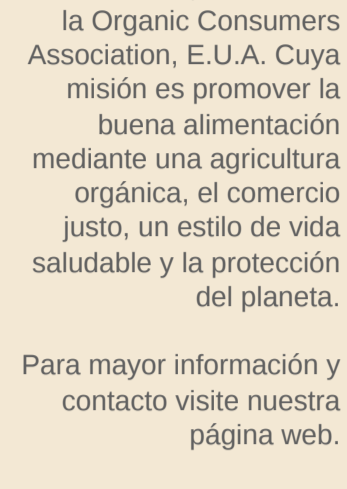 la Organic Consumers
Association, E.U.A. Cuya
misión es promover la
buena alimentación
mediante una agricultura
orgánica, el comercio
justo, un estilo de vida
saludable y la protección
del planeta.
Para mayor información y
contacto visite nuestra
página web.